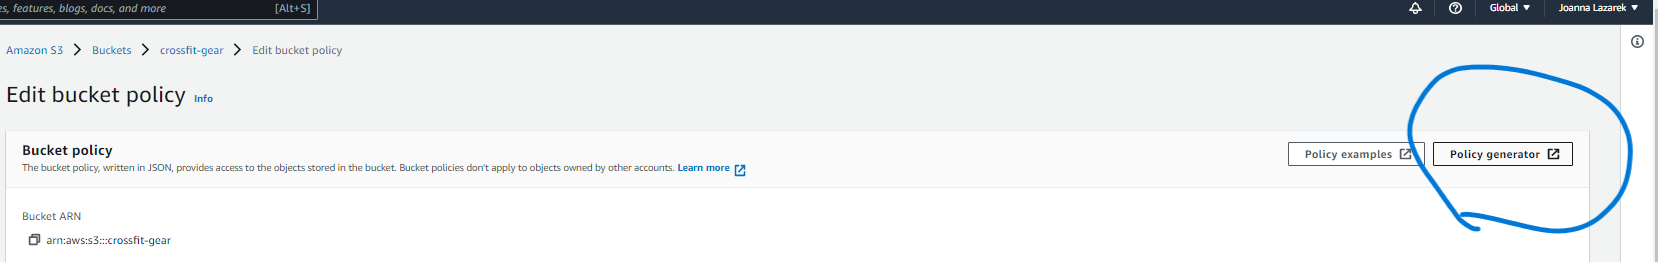 es, features, blogs, docs, and more [Alt+S] Global Joanna Lazarek
Amazon S3 Buckets crossfit-gear Edit bucket policy
Edit bucket policy Info
Bucket policy
The bucket policy, written in JSON, provides access to the objects stored in the bucket. Bucket policies don't apply to objects owned by other accounts. Learn more
Policy examples Policy generator
Bucket ARN
arn:aws:s3:::crossfit-gear